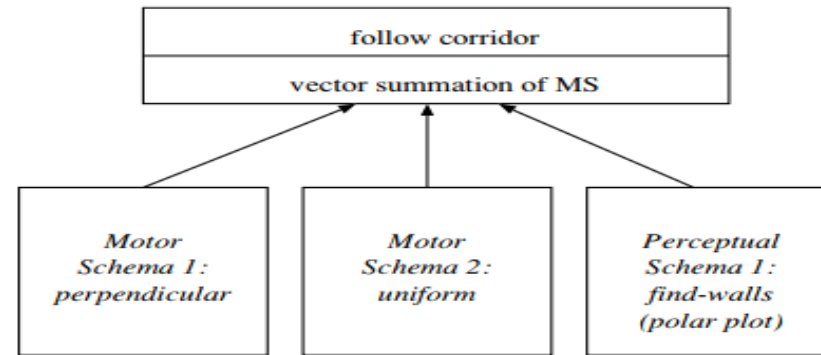 follow corridor
vector summation of MS
Motor
Schema 1:
perpendicular
Motor
Schema 2:
uniform
Perceptual
Schema 1:
find-walls
(polar plot)